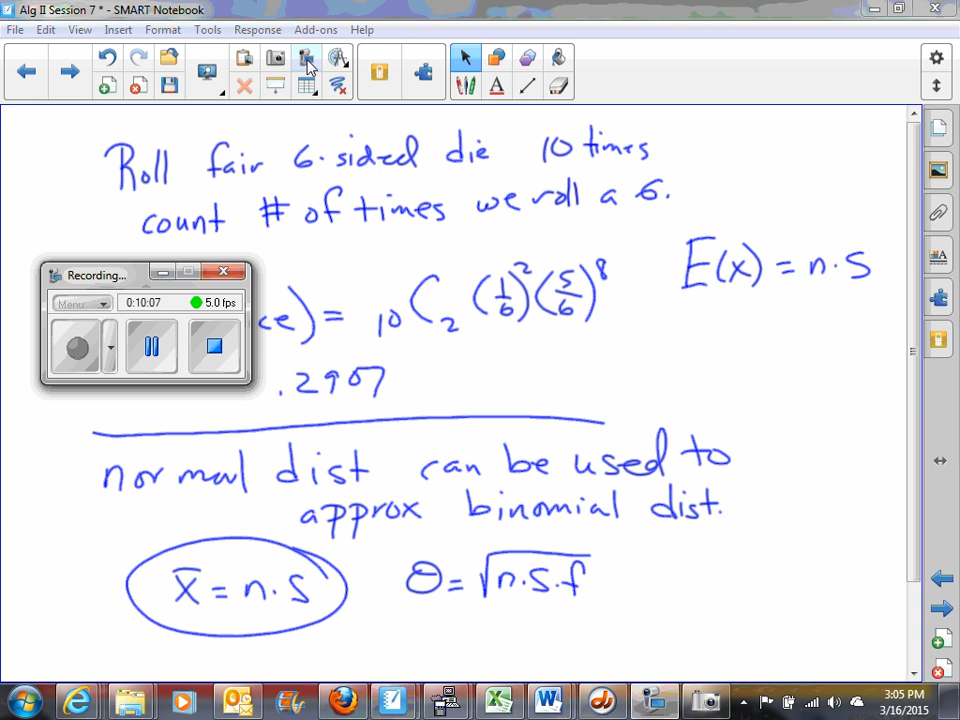 Alg II Session 7 * - SMART Notebook
File Edit View Insert Format Tools Response Add-ons Help
Roll fair 6-sided die 10 times
count # of times we roll a 6.
E(x) = n·s
Recording...
Menu 0:10:07 5.0 fps
ce) = 10 C 2 (1/6)^2 (5/6)^8
.2907
normal dist can be used to
approx binomial dist.
x̄ = n·s σ = √n·s·f
3:05 PM
3/16/2015